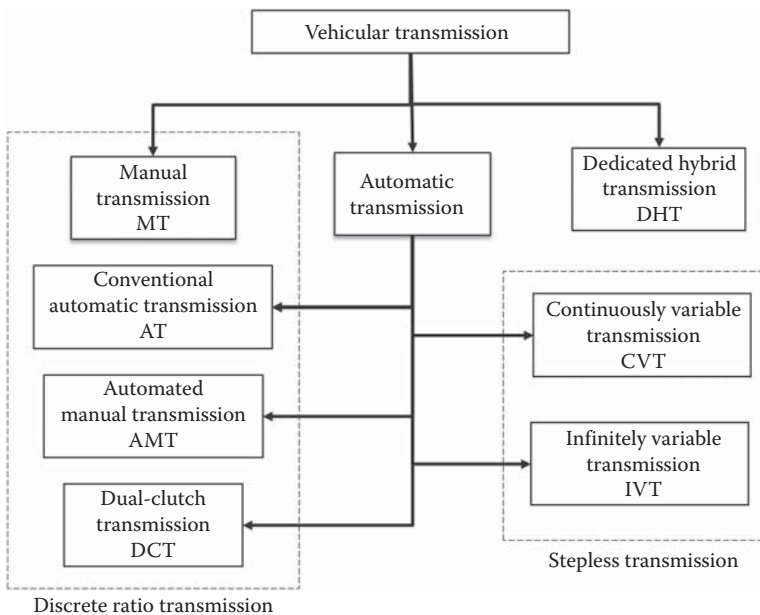 Vehicular transmission
Manual
transmission
MT
Automatic
transmission
Dedicated hybrid
transmission
DHT
Conventional
automatic transmission
AT
Continuously variable
transmission
CVT
Automated
manual transmission
AMT
Infinitely variable
transmission
IVT
Dual-clutch
transmission
DCT
Stepless transmission
Discrete ratio transmission